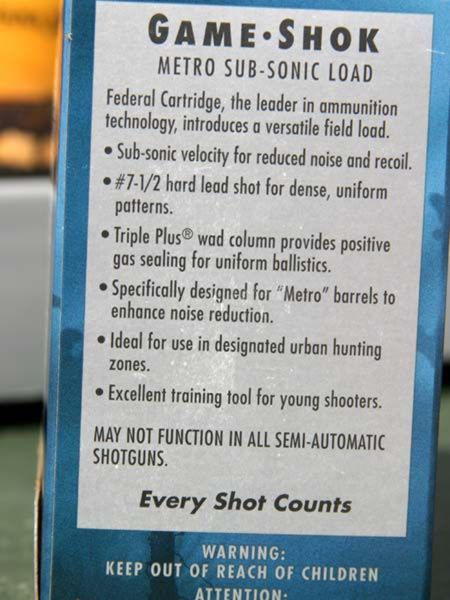 GAME•SHOK
METRO SUB-SONIC LOAD
Federal Cartridge, the leader in ammunition
technology, introduces a versatile field load.
• Sub-sonic velocity for reduced noise and recoil.
• #7-1/2 hard lead shot for dense, uniform
patterns.
• Triple Plus® wad column provides positive
gas sealing for uniform ballistics.
• Specifically designed for "Metro" barrels to
enhance noise reduction.
• Ideal for use in designated urban hunting
zones.
• Excellent training tool for young shooters.
MAY NOT FUNCTION IN ALL SEMI-AUTOMATIC
SHOTGUNS.
Every Shot Counts
WARNING:
KEEP OUT OF REACH OF CHILDREN
ATTENTION: